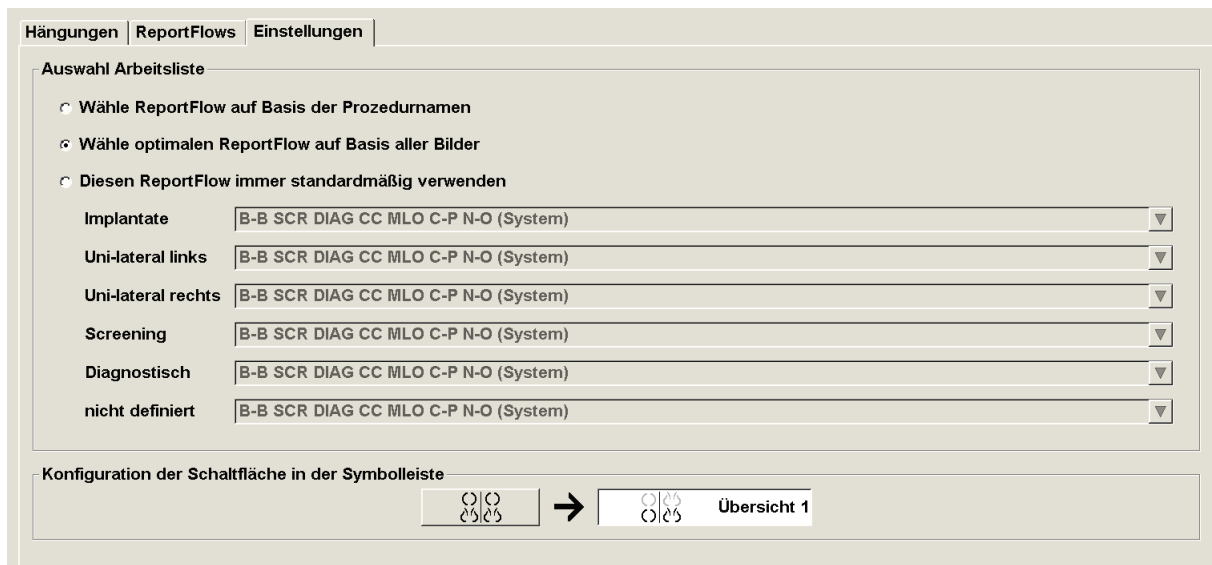 Hängungen ReportFlows Einstellungen
Auswahl Arbeitsliste
Wähle ReportFlow auf Basis der Prozedurnamen
Wähle optimalen ReportFlow auf Basis aller Bilder
Diesen ReportFlow immer standardmäßig verwenden
Implantate B-B SCR DIAG CC MLO C-P N-O (System)
Uni-lateral links B-B SCR DIAG CC MLO C-P N-O (System)
Uni-lateral rechts B-B SCR DIAG CC MLO C-P N-O (System)
Screening B-B SCR DIAG CC MLO C-P N-O (System)
Diagnostisch B-B SCR DIAG CC MLO C-P N-O (System)
nicht definiert B-B SCR DIAG CC MLO C-P N-O (System)
Konfiguration der Schaltfläche in der Symbolleiste
Übersicht 1